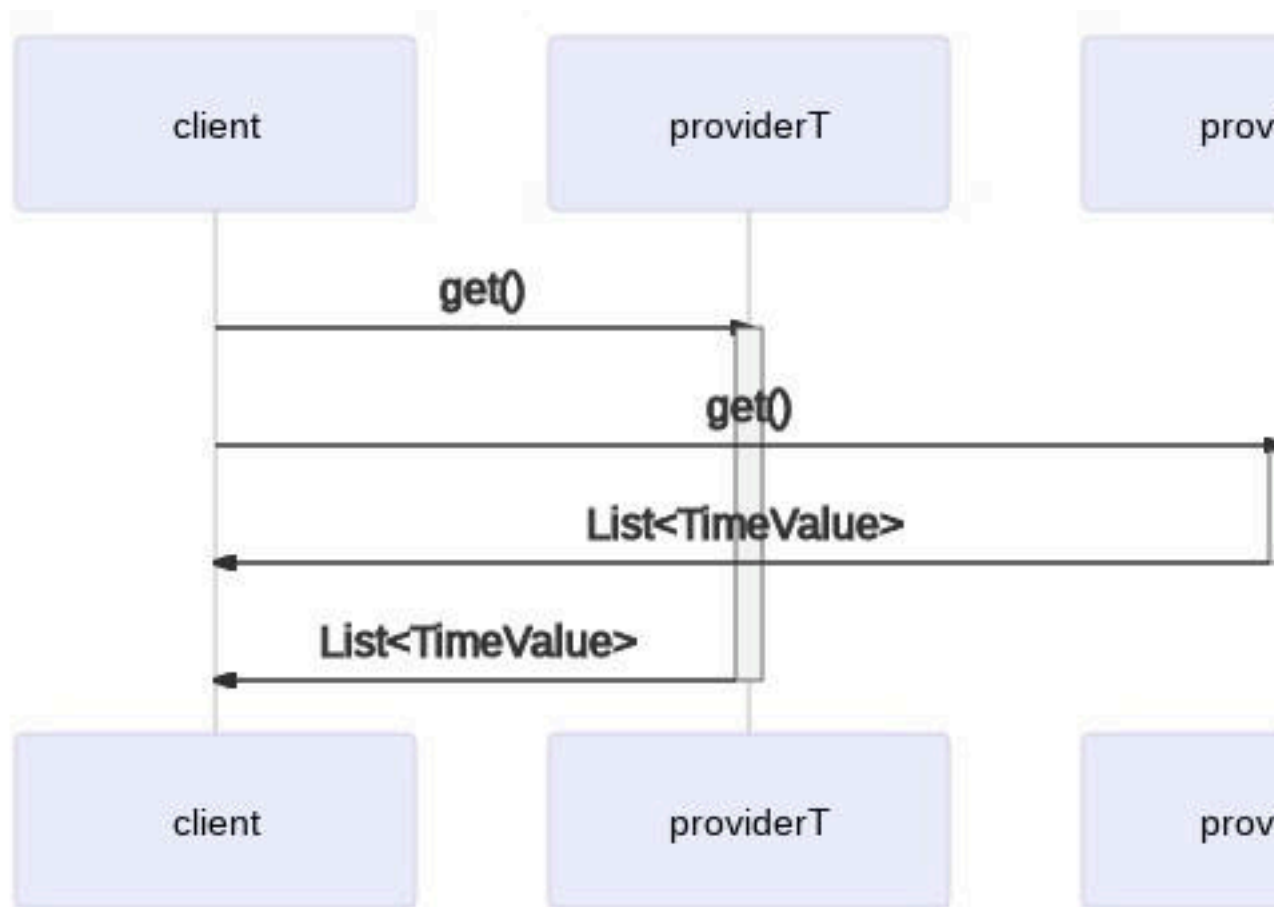 client
providerT
prov
get()
get()
List<TimeValue>
List<TimeValue>
client
providerT
prov